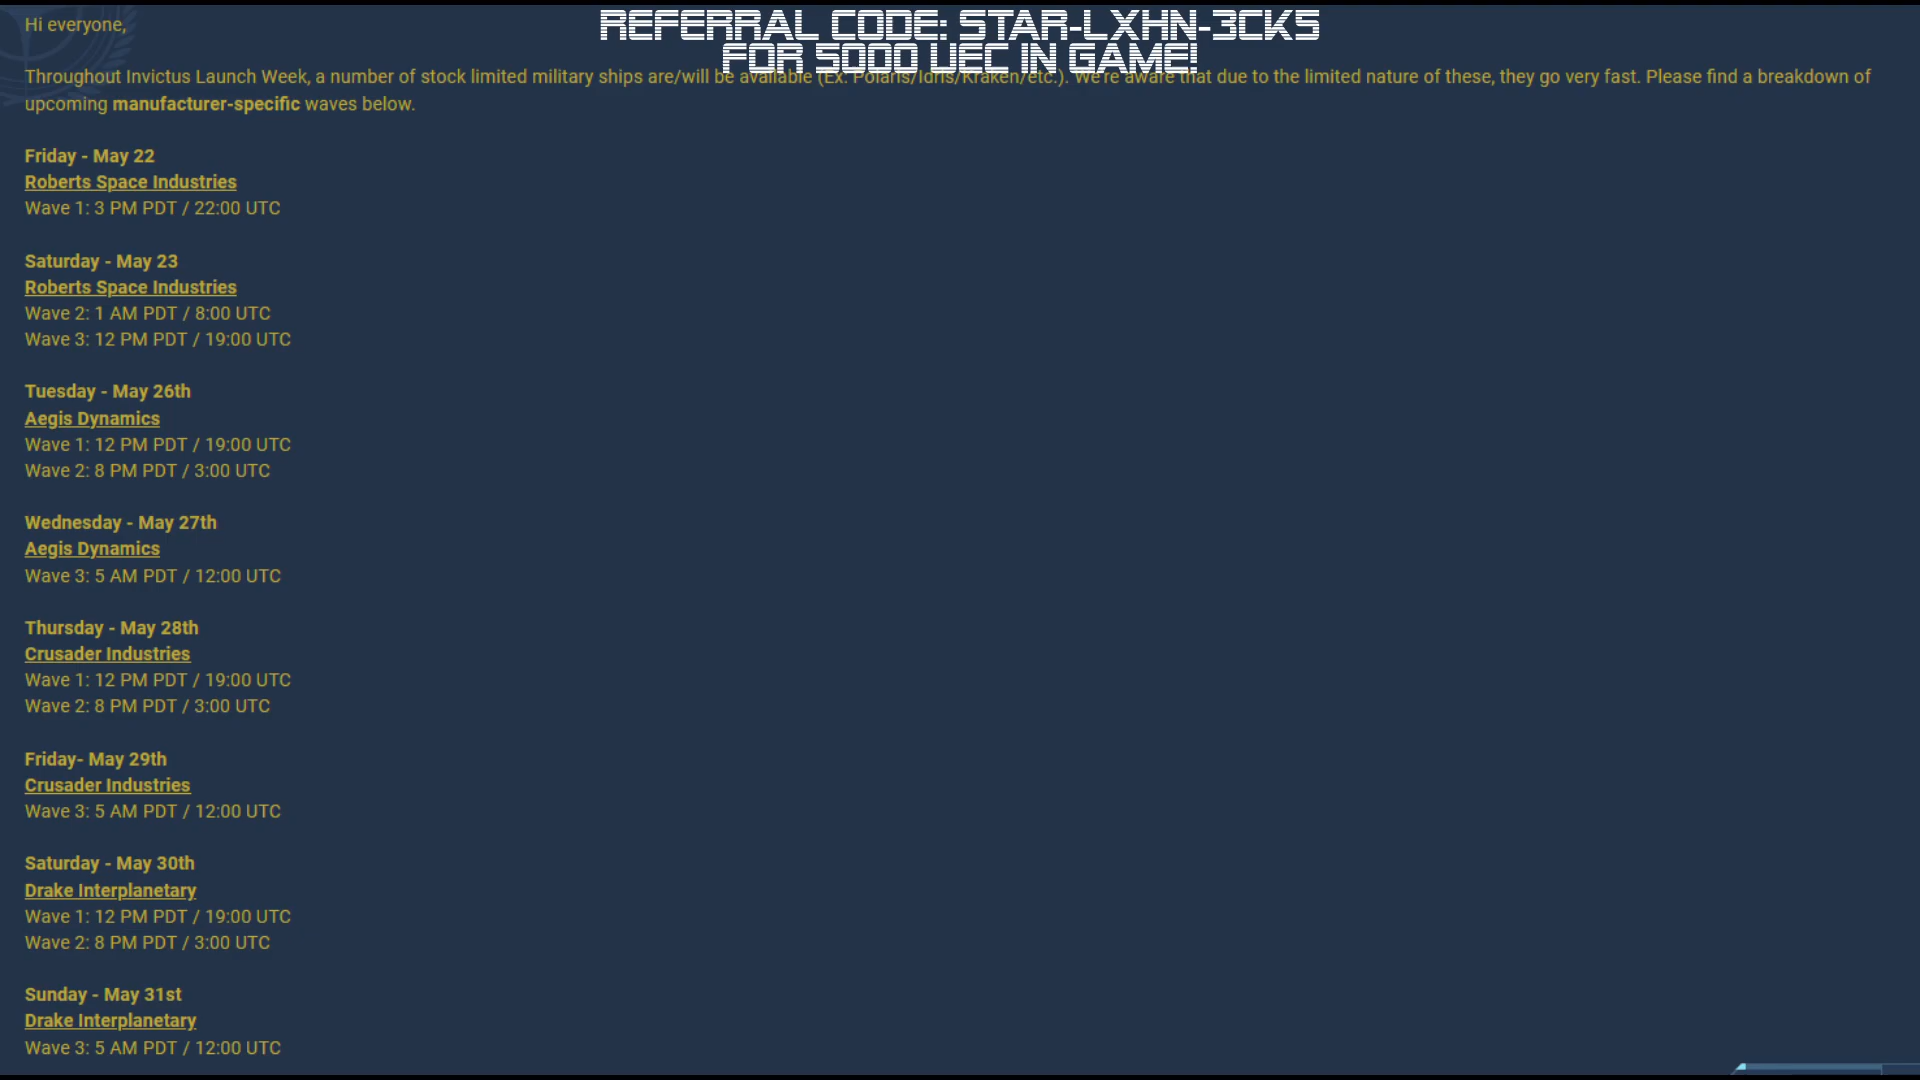 Hi everyone,
REFERRAL CODE: STAR-LXHN-3CK5
FOR 5000 UEC IN GAME!
Throughout Invictus Launch Week, a number of stock limited military ships are/will be available (Ex. Polaris/Idris/Kraken/etc.). We're aware that due to the limited nature of these, they go very fast. Please find a breakdown of
upcoming manufacturer-specific waves below.
Friday - May 22
Roberts Space Industries
Wave 1: 3 PM PDT / 22:00 UTC
Saturday - May 23
Roberts Space Industries
Wave 2: 1 AM PDT / 8:00 UTC
Wave 3: 12 PM PDT / 19:00 UTC
Tuesday - May 26th
Aegis Dynamics
Wave 1: 12 PM PDT / 19:00 UTC
Wave 2: 8 PM PDT / 3:00 UTC
Wednesday - May 27th
Aegis Dynamics
Wave 3: 5 AM PDT / 12:00 UTC
Thursday - May 28th
Crusader Industries
Wave 1: 12 PM PDT / 19:00 UTC
Wave 2: 8 PM PDT / 3:00 UTC
Friday- May 29th
Crusader Industries
Wave 3: 5 AM PDT / 12:00 UTC
Saturday - May 30th
Drake Interplanetary
Wave 1: 12 PM PDT / 19:00 UTC
Wave 2: 8 PM PDT / 3:00 UTC
Sunday - May 31st
Drake Interplanetary
Wave 3: 5 AM PDT / 12:00 UTC